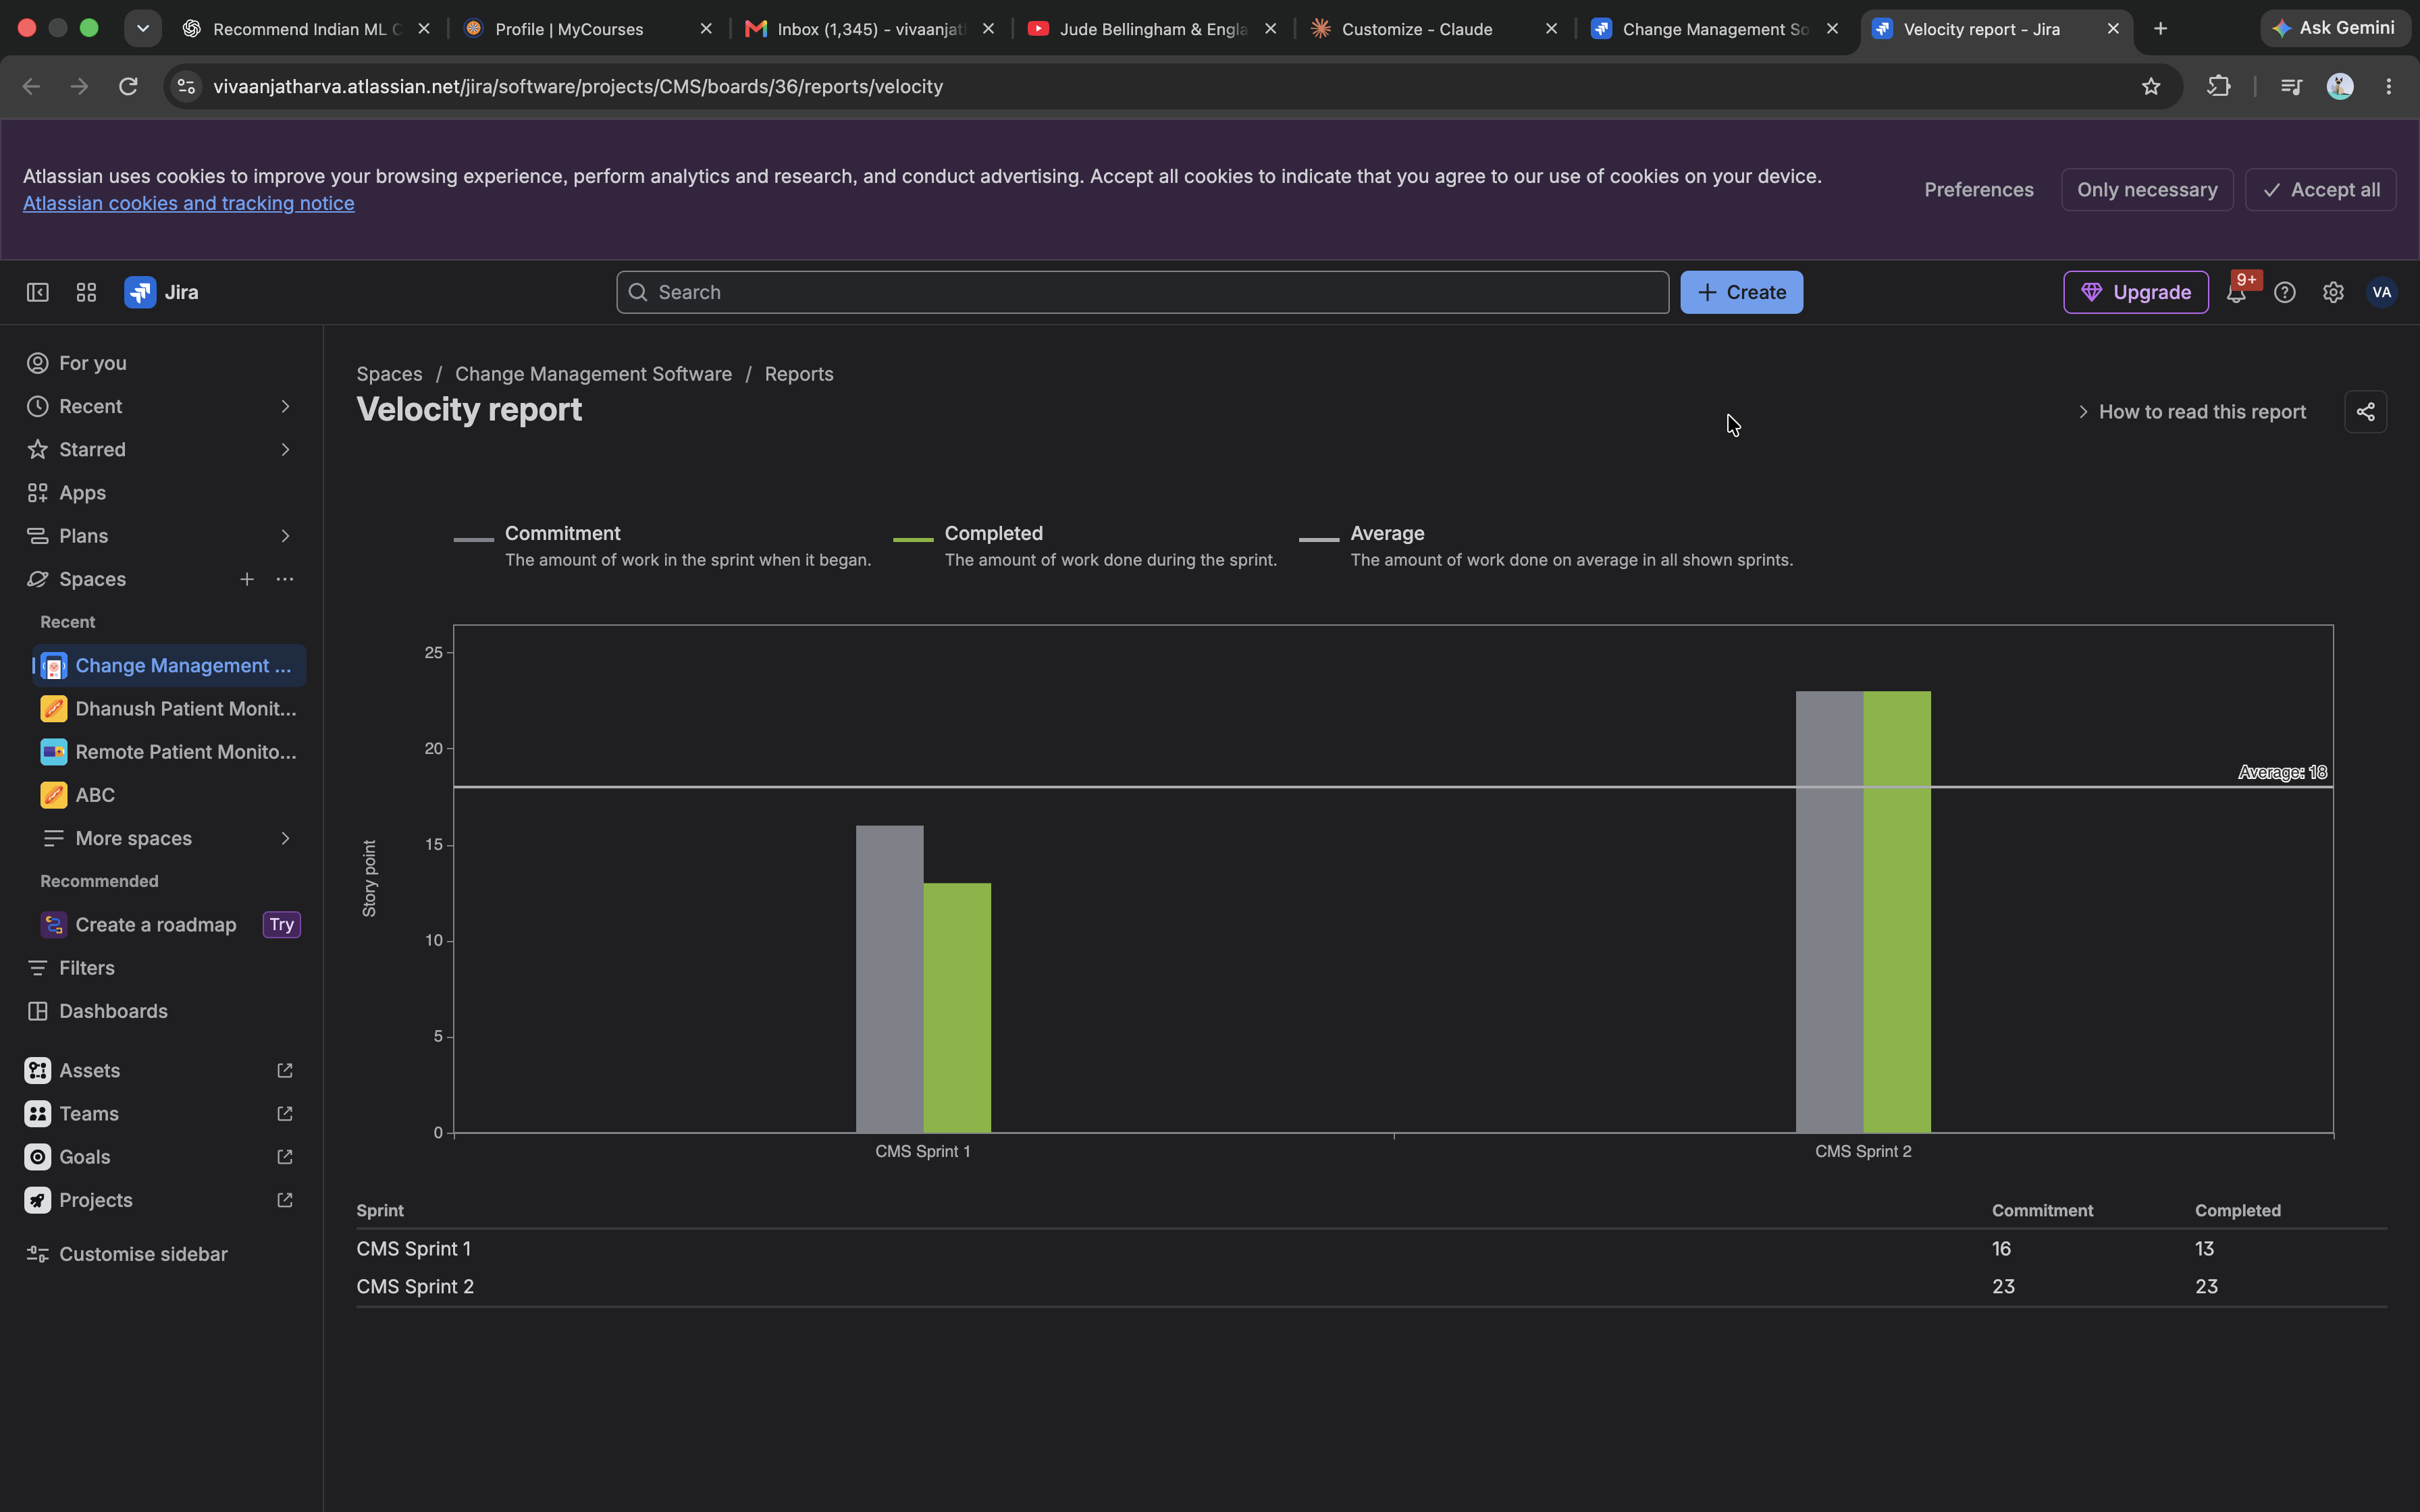 Recommend Indian ML C
Profile | MyCourses
Inbox (1,345) - vivaanjat
Jude Bellingham & Engla
Customize - Claude
Change Management So
Velocity report - Jira
Ask Gemini
vivaanjatharva.atlassian.net/jira/software/projects/CMS/boards/36/reports/velocity
Atlassian uses cookies to improve your browsing experience, perform analytics and research, and conduct advertising. Accept all cookies to indicate that you agree to our use of cookies on your device.
Atlassian cookies and tracking notice
Preferences
Only necessary
Accept all
Jira
Search
Create
Upgrade
9+
VA
For you
Recent
Starred
Apps
Plans
Spaces
Recent
Change Management ...
Dhanush Patient Monit...
Remote Patient Monito...
ABC
More spaces
Recommended
Create a roadmap
Try
Filters
Dashboards
Assets
Teams
Goals
Projects
Customise sidebar
Spaces / Change Management Software / Reports
Velocity report
How to read this report
Commitment
The amount of work in the sprint when it began.
Completed
The amount of work done during the sprint.
Average
The amount of work done on average in all shown sprints.
25
20
15
10
5
0
Story point
Average: 18
CMS Sprint 1
CMS Sprint 2
Sprint Commitment Completed
CMS Sprint 1 16 13
CMS Sprint 2 23 23